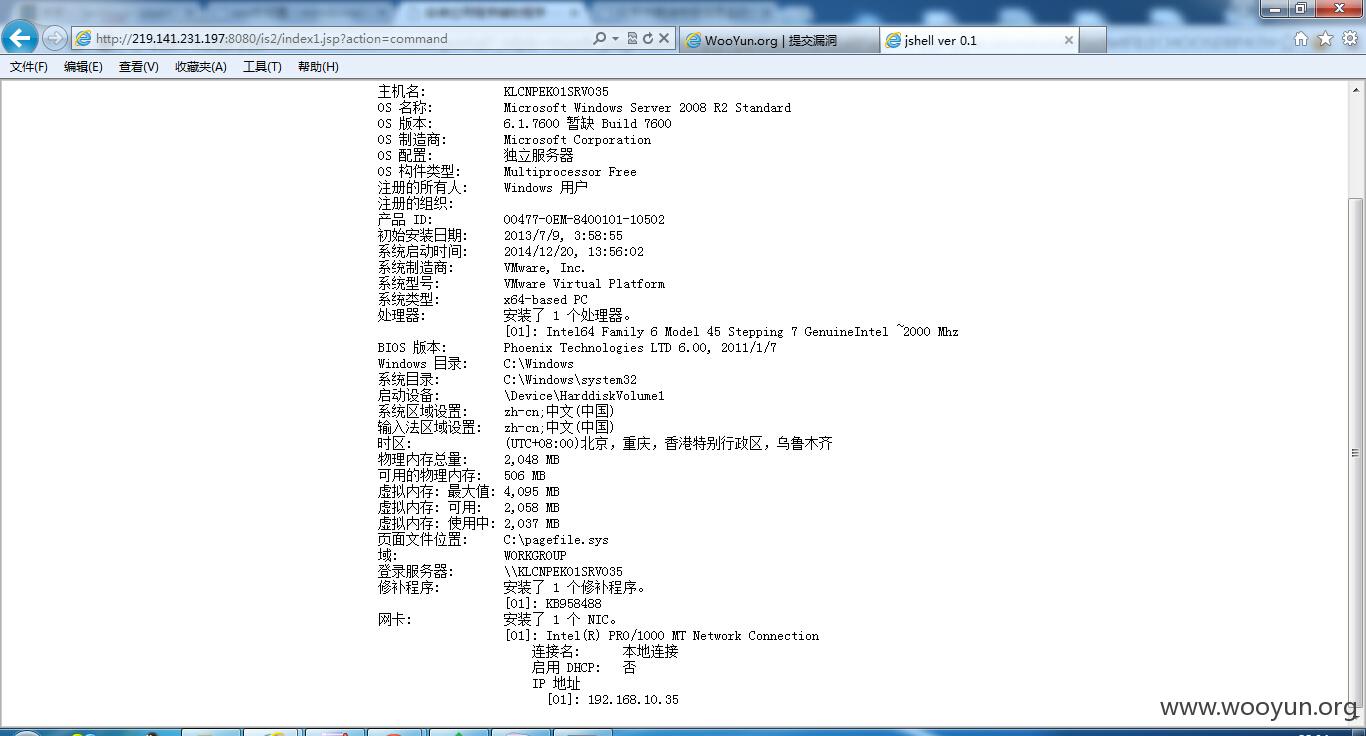 http://219.141.231.197:8080/is2/index1.jsp?action=command
WooYun.org | 提交漏洞
jshell ver 0.1
文件(F) 编辑(E) 查看(V) 收藏夹(A) 工具(T) 帮助(H)
主机名: KLCNPEK01SRV035
OS 名称: Microsoft Windows Server 2008 R2 Standard
OS 版本: 6.1.7600 暂缺 Build 7600
OS 制造商: Microsoft Corporation
OS 配置: 独立服务器
OS 构件类型: Multiprocessor Free
注册的所有人: Windows 用户
注册的组织:
产品 ID: 00477-OEM-8400101-10502
初始安装日期: 2013/7/9, 3:58:55
系统启动时间: 2014/12/20, 13:56:02
系统制造商: VMware, Inc.
系统型号: VMware Virtual Platform
系统类型: x64-based PC
处理器: 安装了 1 个处理器。
[01]: Intel64 Family 6 Model 45 Stepping 7 GenuineIntel ~2000 Mhz
BIOS 版本: Phoenix Technologies LTD 6.00, 2011/1/7
Windows 目录: C:\Windows
系统目录: C:\Windows\system32
启动设备: \Device\HarddiskVolume1
系统区域设置: zh-cn;中文(中国)
输入法区域设置: zh-cn;中文(中国)
时区: (UTC+08:00)北京，重庆，香港特别行政区，乌鲁木齐
物理内存总量: 2,048 MB
可用的物理内存: 506 MB
虚拟内存: 最大值: 4,095 MB
虚拟内存: 可用: 2,058 MB
虚拟内存: 使用中: 2,037 MB
页面文件位置: C:\pagefile.sys
域: WORKGROUP
登录服务器: \\KLCNPEK01SRV035
修补程序: 安装了 1 个修补程序。
[01]: KB958488
网卡: 安装了 1 个 NIC。
[01]: Intel(R) PRO/1000 MT Network Connection
连接名: 本地连接
启用 DHCP: 否
IP 地址
[01]: 192.168.10.35
www.wooyun.org